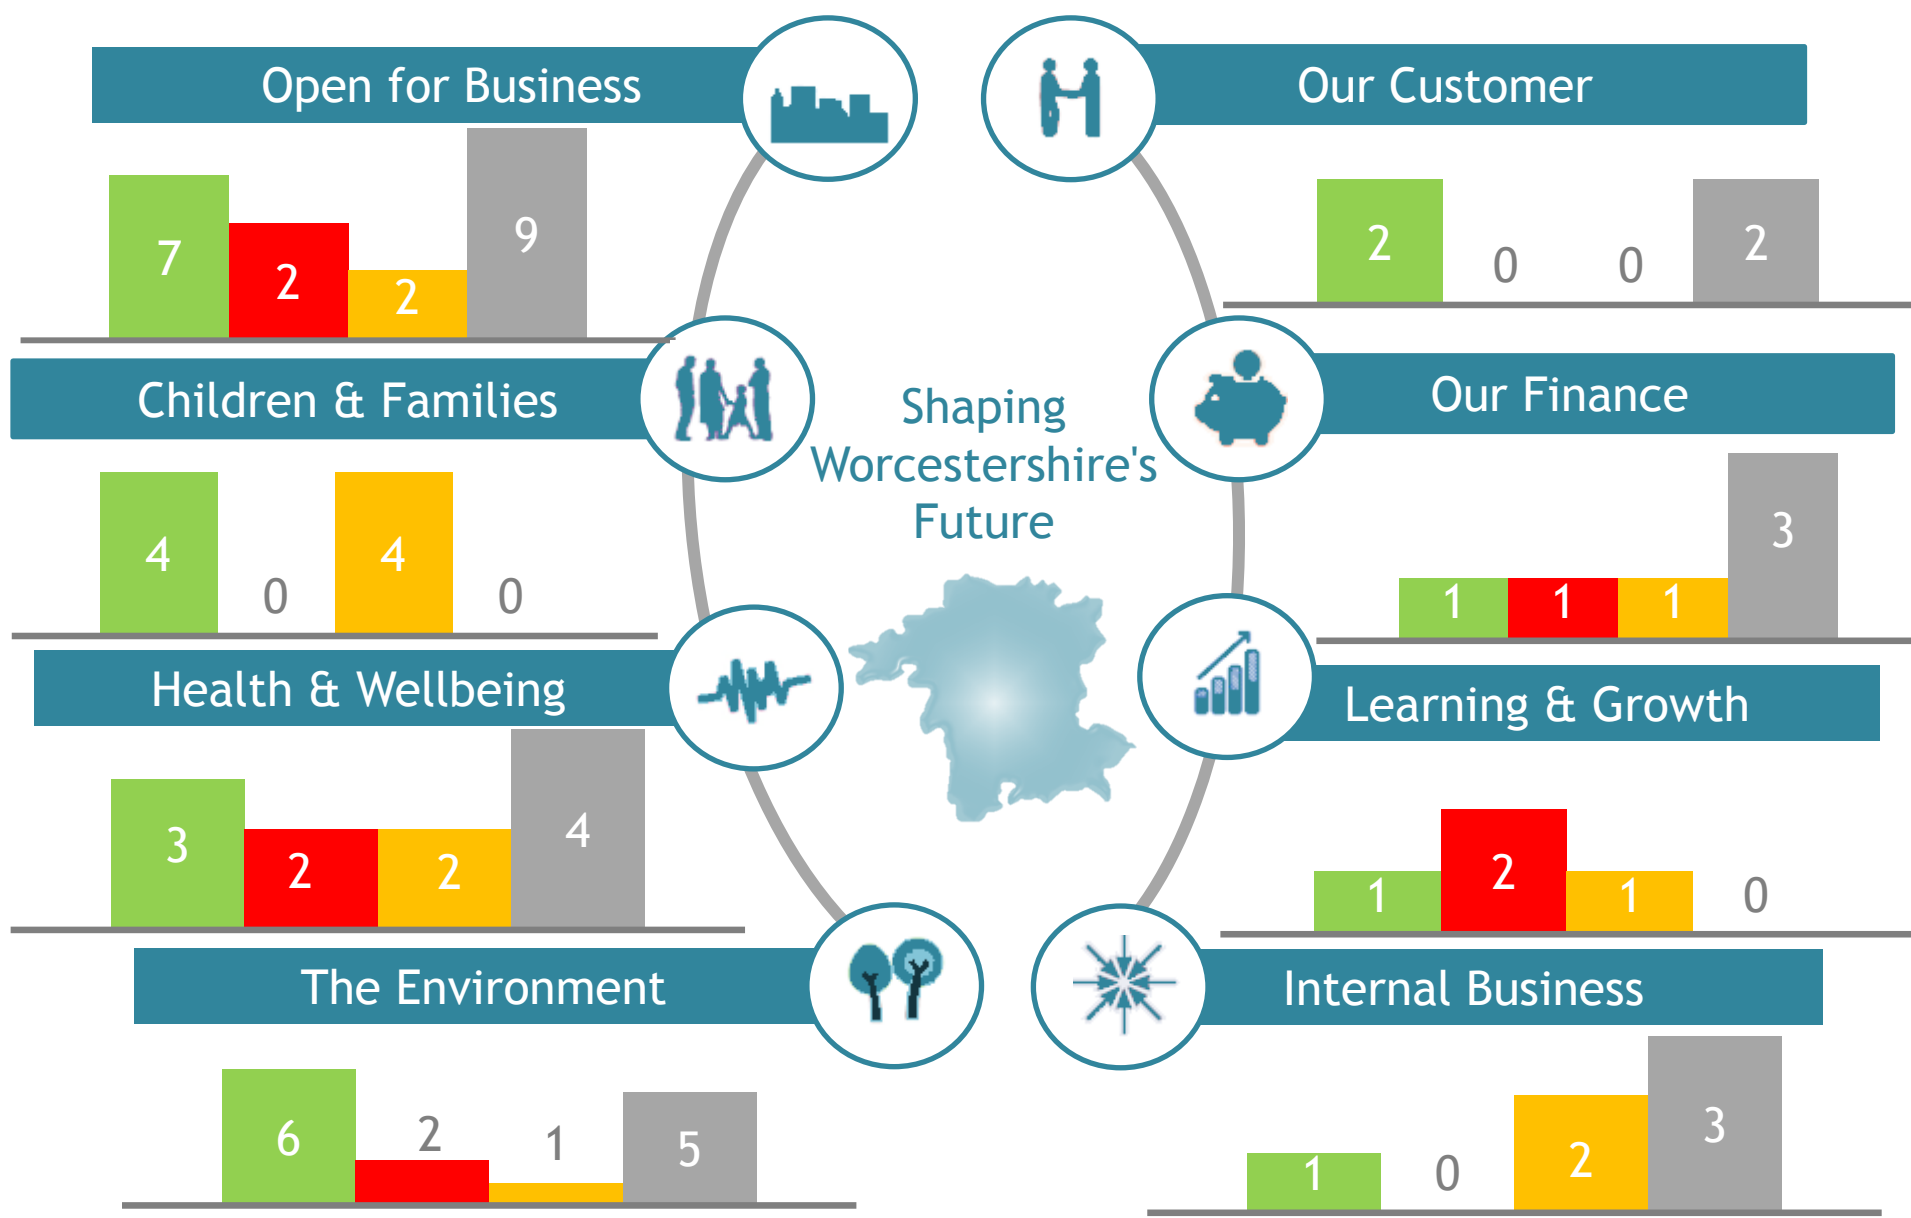 Open for Business
7
2
2
9
Children & Families
4
0
4
0
Health & Wellbeing
3
2
2
4
The Environment
6
2
1
5
Shaping
Worcestershire's
Future
Our Customer
2
0
0
2
Our Finance
1
1
1
3
Learning & Growth
1
2
1
0
Internal Business
1
0
2
3